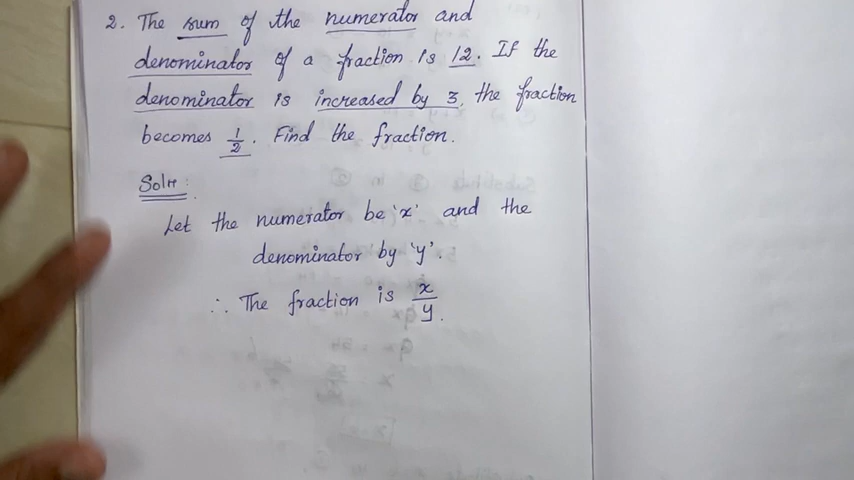 2. The sum of the numerator and
denominator of a fraction is 12. If the
denominator is increased by 3, the fraction
becomes 1/2. Find the fraction.
Soln:
Let the numerator be 'x' and the
denominator by 'y'.
∴ The fraction is x/y.